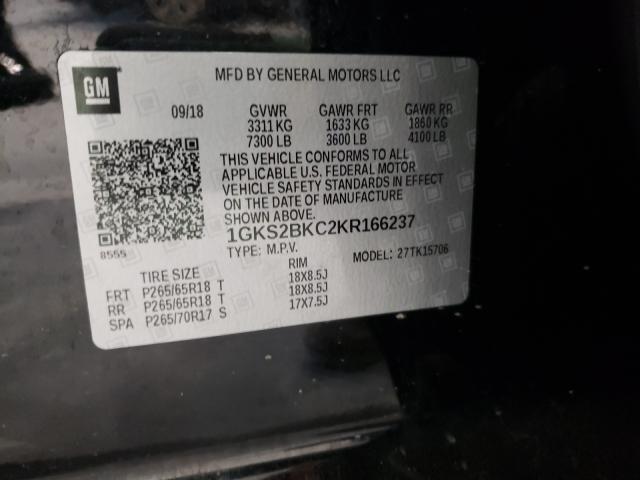 GM
MFD BY GENERAL MOTORS LLC
09/18 GVWR GAWR FRT GAWR RR
3311 KG 1633 KG 1860 KG
7300 LB 3600 LB 4100 LB
THIS VEHICLE CONFORMS TO ALL
APPLICABLE U.S. FEDERAL MOTOR
VEHICLE SAFETY STANDARDS IN EFFECT
ON THE DATE OF MANUFACTURE
SHOWN ABOVE.
8555
1GKS2BKC2KR166237
TYPE: M.P.V. 27TK15706
TIRE SIZE RIM
FRT P265/65R18 T 18X8.5J
RR P265/65R18 T 18X8.5J
SPA P265/70R17 S 17X7.5J